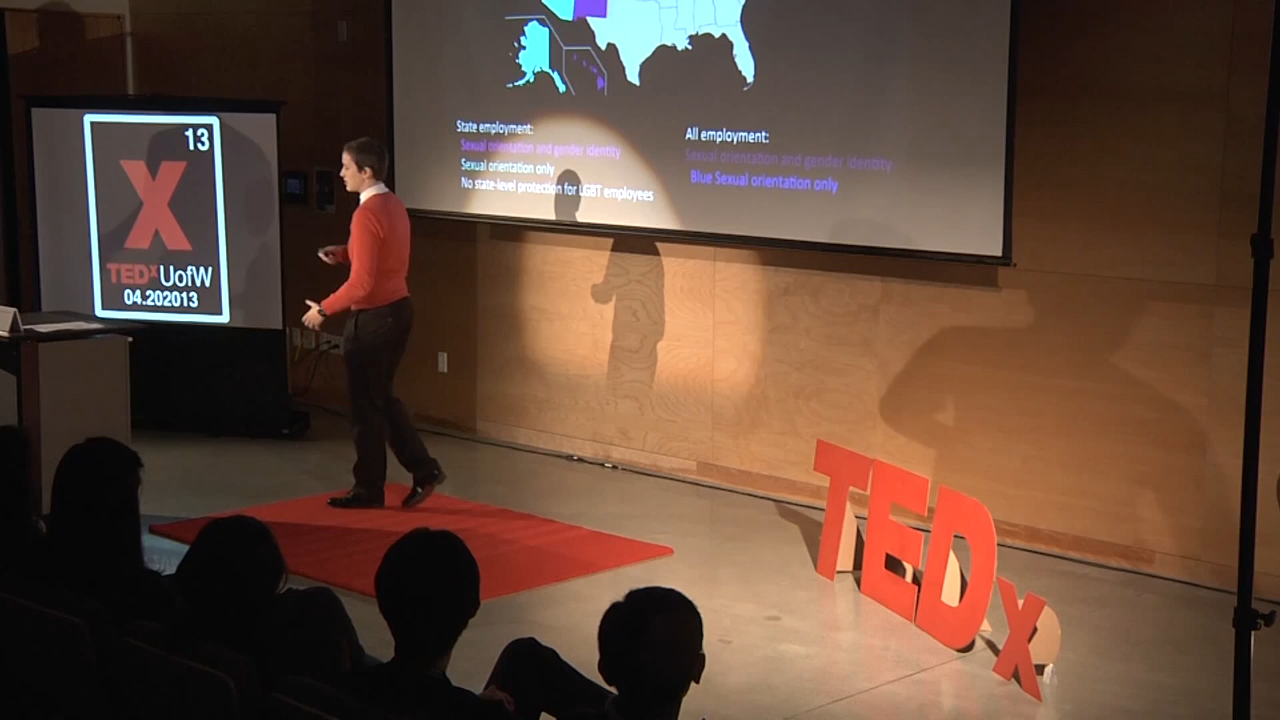 State employment:
Sexual orientation and gender identity
Sexual orientation only
No state-level protection for LGBT employees
All employment:
Sexual orientation and gender identity
Blue Sexual orientation only
13
X
TEDxUofW
04.202013
TEDx